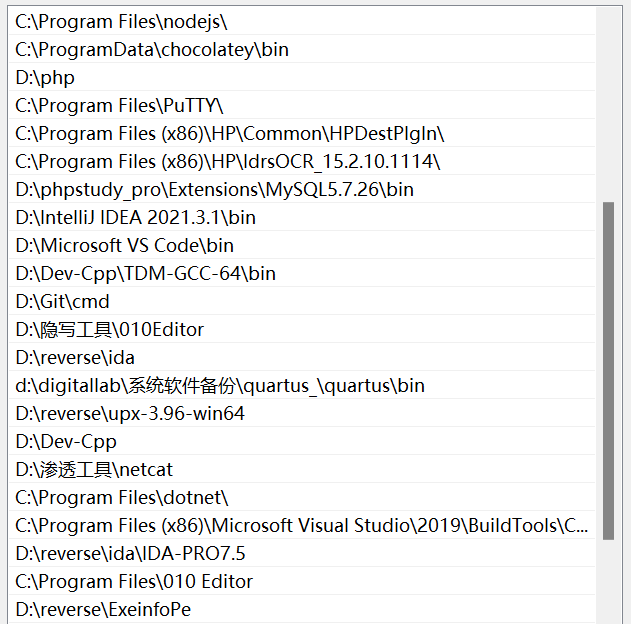 C:\Program Files\nodejs\
C:\ProgramData\chocolatey\bin
D:\php
C:\Program Files\PuTTY\
C:\Program Files (x86)\HP\Common\HPDestPlgIn\
C:\Program Files (x86)\HP\IdrsOCR_15.2.10.1114\
D:\phpstudy_pro\Extensions\MySQL5.7.26\bin
D:\IntelliJ IDEA 2021.3.1\bin
D:\Microsoft VS Code\bin
D:\Dev-Cpp\TDM-GCC-64\bin
D:\Git\cmd
D:\隐写工具\010Editor
D:\reverse\ida
d:\digitallab\系统软件备份\quartus_\quartus\bin
D:\reverse\upx-3.96-win64
D:\Dev-Cpp
D:\渗透工具\netcat
C:\Program Files\dotnet\
C:\Program Files (x86)\Microsoft Visual Studio\2019\BuildTools\C...
D:\reverse\ida\IDA-PRO7.5
C:\Program Files\010 Editor
D:\reverse\ExeinfoPe